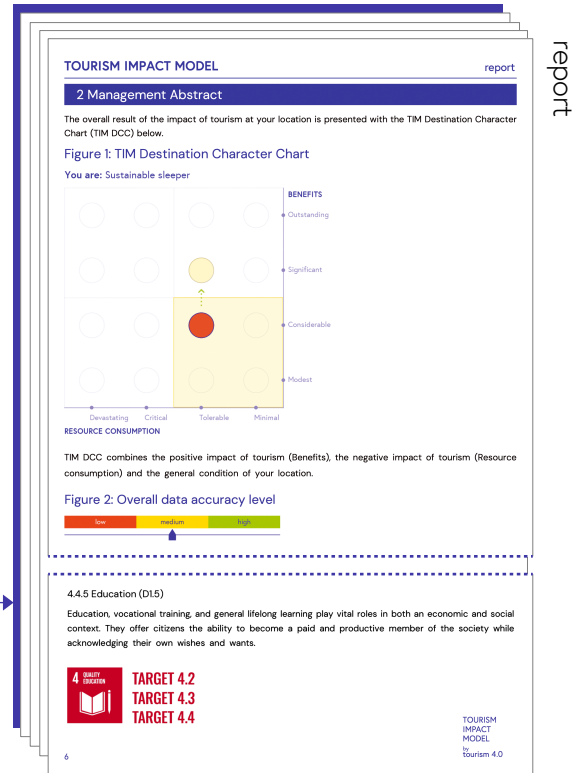 report
TOURISM IMPACT MODEL
report
2 Management Abstract
The overall result of the impact of tourism at your location is presented with the TIM Destination Character
Chart (TIM DCC) below.
Figure 1: TIM Destination Character Chart
You are: Sustainable sleeper
BENEFITS
Outstanding
Significant
Considerable
Modest
Devastating Critical Tolerable Minimal
RESOURCE CONSUMPTION
TIM DCC combines the positive impact of tourism (Benefits), the negative impact of tourism (Resource
consumption) and the general condition of your location.
Figure 2: Overall data accuracy level
low medium high
4.4.5 Education (D1.5)
Education, vocational training, and general lifelong learning play vital roles in both an economic and social
context. They offer citizens the ability to become a paid and productive member of the society while
acknowledging their own wishes and wants.
4 QUALITY
EDUCATION
TARGET 4.2
TARGET 4.3
TARGET 4.4
TOURISM
IMPACT
MODEL
by
tourism 4.0
6